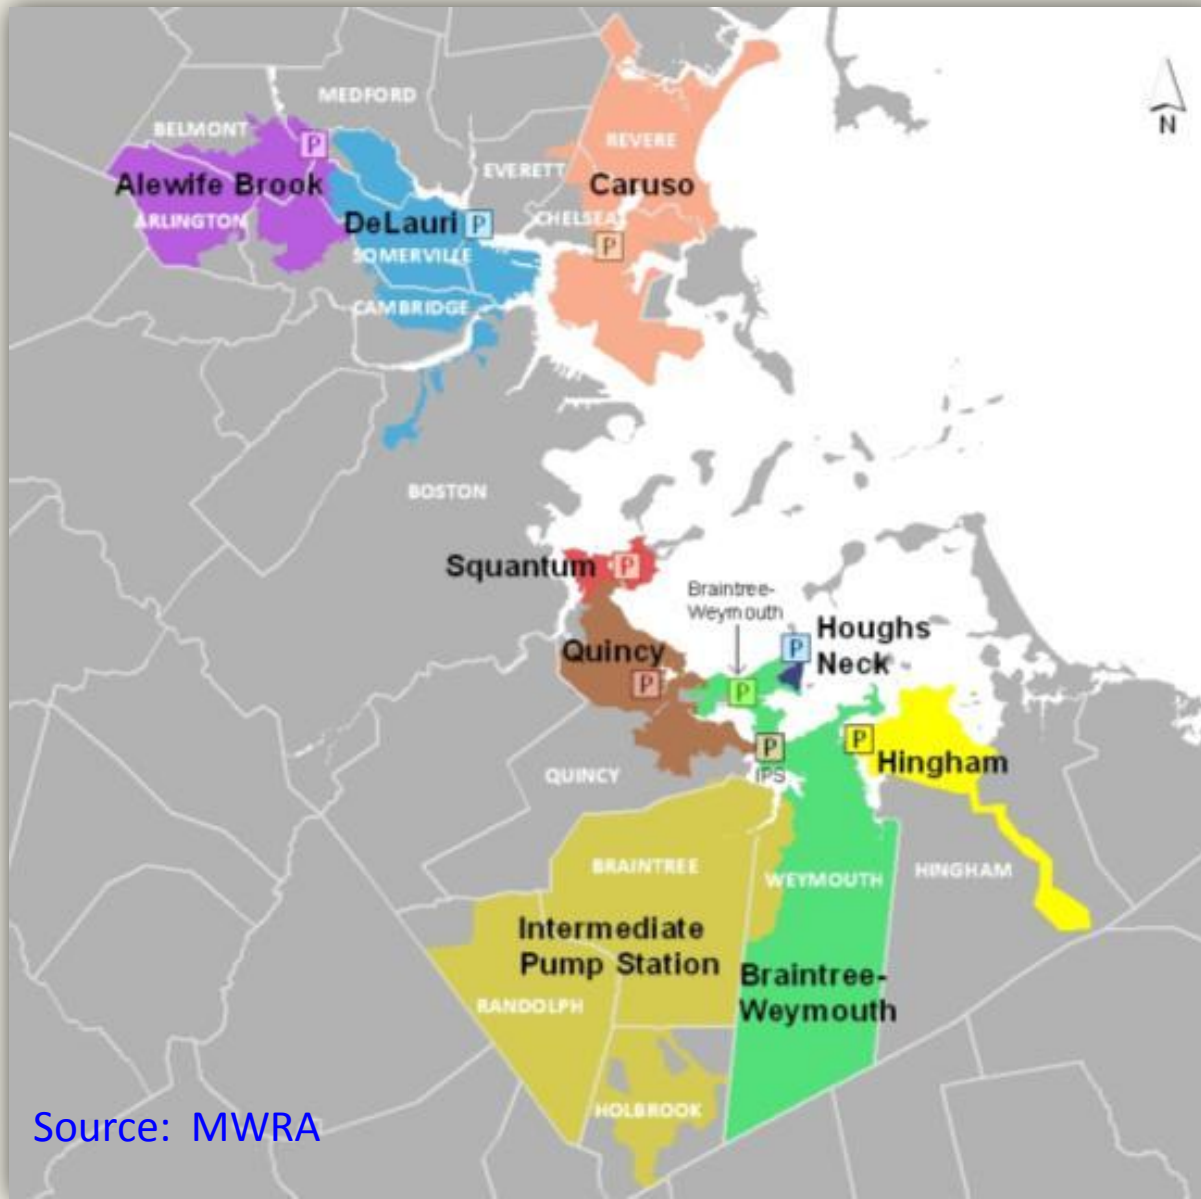 MEDFORD
N
BELMONT
P
REVERE
EVERETT
Alewife Brook
Caruso
ARLINGTON
DeLauri P
CHELSEA
P
SOMERVILLE
CAMBRIDGE
BOSTON
Squantum P
Braintree-
Weymouth
Houghs
Neck
P
Quincy
P
P
P
P
Hingham
IPS
QUINCY
BRAINTREE
WEYMOUTH
HINGHAM
Intermediate
Pump Station
Braintree-
Weymouth
RANDOLPH
HOLBROOK
Source: MWRA